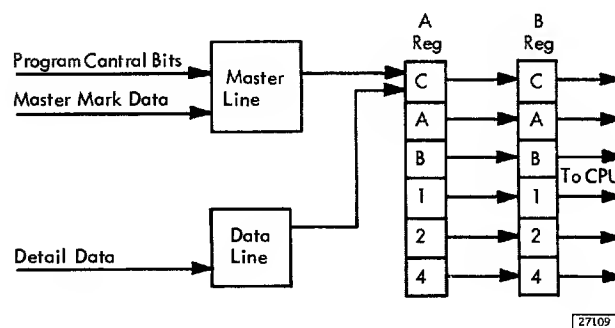 A
Reg
B
Reg
Program Cantral Bits
Master Mark Data
Master
Line
Detail Data
Data
Line
C
A
B
1
2
4
C
A
B
1
2
4
To CPU
27109